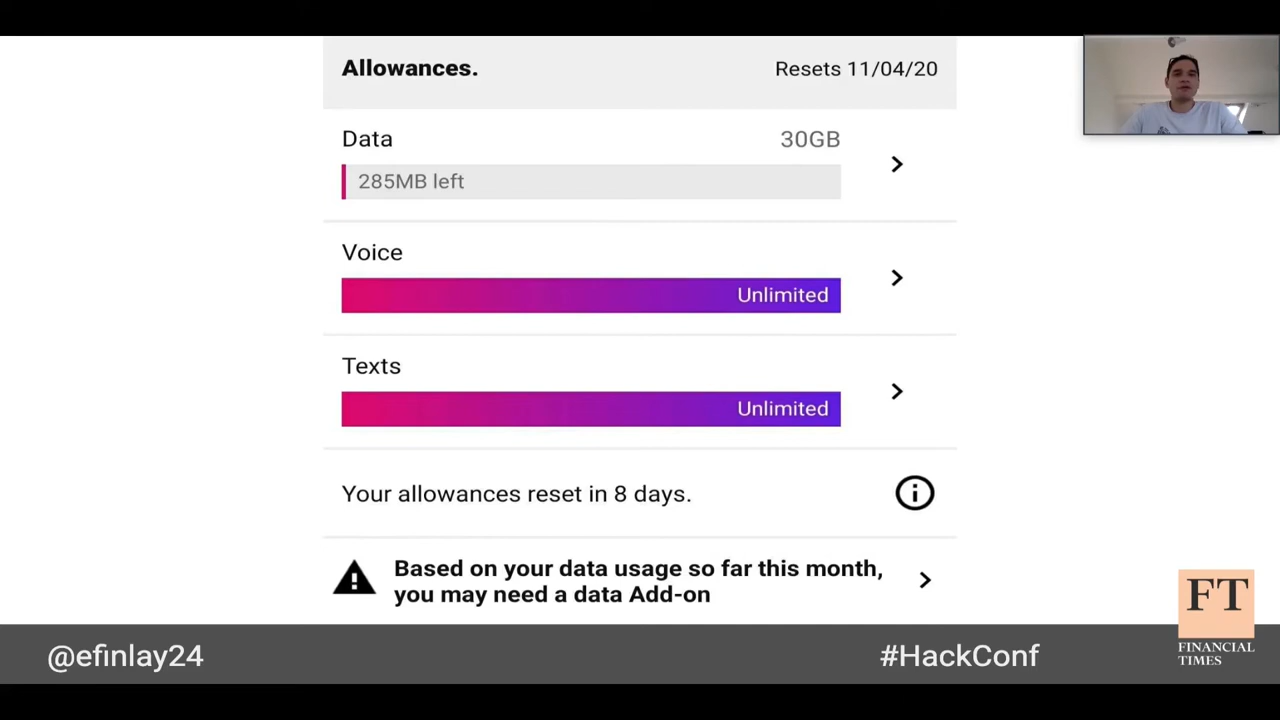 Allowances.
Resets 11/04/20
Data
30GB
285MB left
Voice
Unlimited
Texts
Unlimited
Your allowances reset in 8 days.
Based on your data usage so far this month,
you may need a data Add-on
@efinlay24
#HackConf
FT
FINANCIAL
TIMES